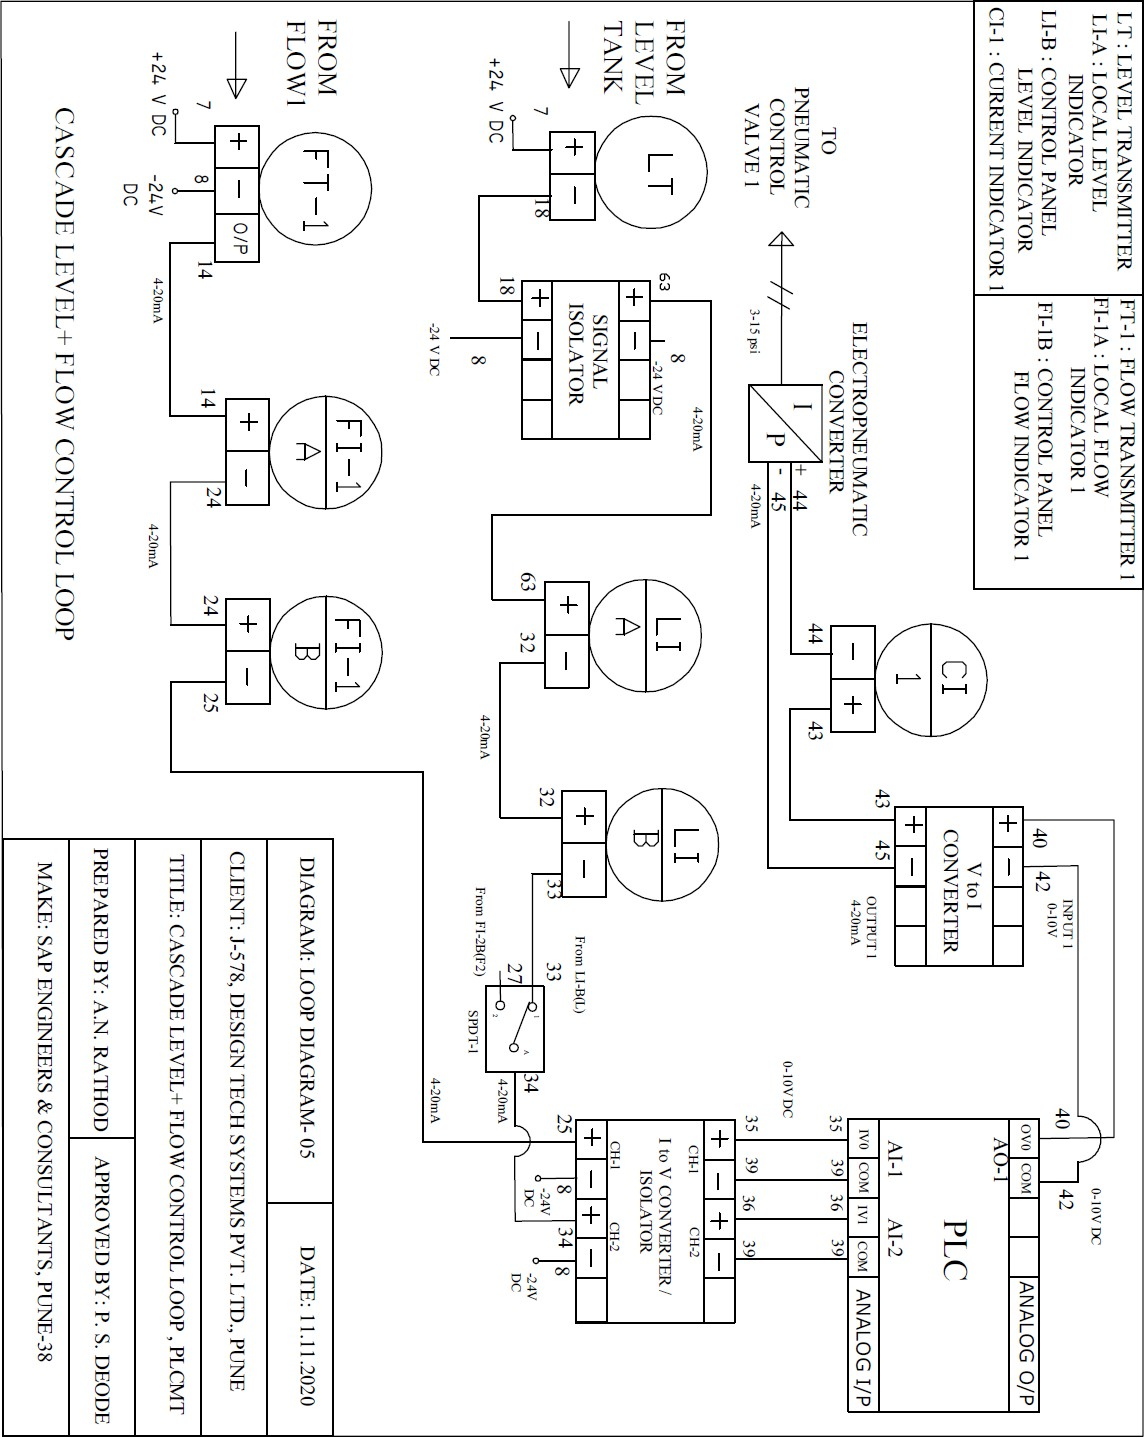 LT : LEVEL TRANSMITTER
LI-A : LOCAL LEVEL
INDICATOR
LI-B : CONTROL PANEL
LEVEL INDICATOR
CI-1 : CURRENT INDICATOR 1
FT-1 : FLOW TRANSMITTER 1
FI-1A : LOCAL FLOW
INDICATOR 1
FI-1B : CONTROL PANEL
FLOW INDICATOR 1
TO
PNEUMATIC
CONTROL
VALVE 1
3-15 psi
ELECTROPNEUMATIC
CONVERTER
I
P
+ 44
- 45
4-20mA
44
- +
43
CI
1
43
45
+ -
V to I
CONVERTER
+ -
40
42
INPUT 1
0-10V
OUTPUT 1
4-20mA
40
42
0-10V DC
OV0
COM
ANALOG O/P
AO-1
PLC
AI-1
AI-2
IV0
COM
IV1
COM
ANALOG I/P
35
39
36
39
0-10V DC
35
39
36
39
+ - + -
CH-1
CH-2
I to V CONVERTER /
ISOLATOR
CH-1
CH-2
+ - + -
25
8
34
8
-24V
DC
-24V
DC
FROM
LEVEL
TANK
+24 V DC
7
LT
+ -
18
18
63
+ -
8
-24 VDC
SIGNAL
ISOLATOR
+ -
8
-24 V DC
4-20mA
63
LI
A
+ -
32
4-20mA
32
LI
B
+ -
33
From LI-B(L)
33
27
From FI-2B(F2)
1
2
A
SPDT-1
34
4-20mA
4-20mA
FROM
FLOW1
+24 V DC
7
-24V
DC
8
FT-1
+ - O/P
14
4-20mA
14
FI-1
A
+ -
24
4-20mA
24
FI-1
B
+ -
25
CASCADE LEVEL+ FLOW CONTROL LOOP
DIAGRAM: LOOP DIAGRAM- 05
DATE: 11.11.2020
CLIENT: J-578, DESIGN TECH SYSTEMS PVT. LTD., PUNE
TITLE: CASCADE LEVEL+ FLOW CONTROL LOOP , PLCMT
PREPARED BY: A.N. RATHOD
APPROVED BY: P. S. DEODE
MAKE: SAP ENGINEERS & CONSULTANTS, PUNE-38